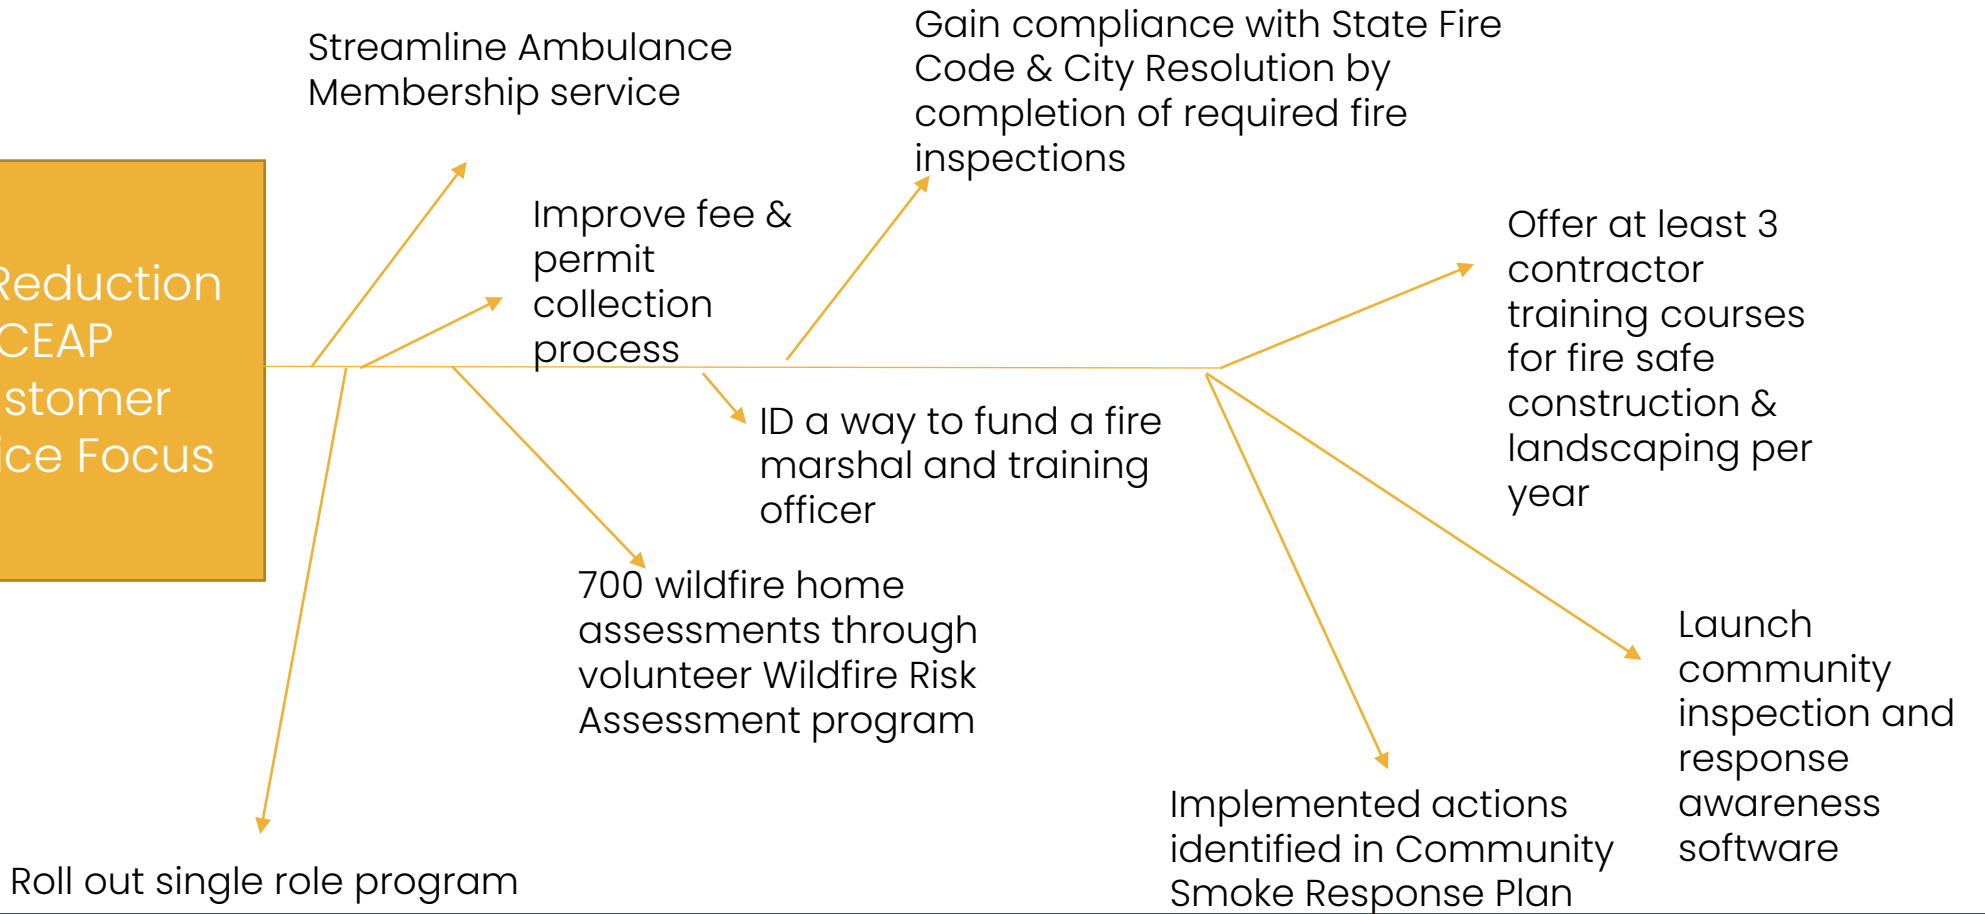 Reduction
CEAP
Focus
Streamline Ambulance
Membership service
Improve fee &
permit
collection
process
Gain compliance with State Fire
Code & City Resolution by
completion of required fire
inspections
Offer at least 3
contractor
training courses
for fire safe
construction &
landscaping per
year
ID a way to fund a fire
marshal and training
officer
700 wildfire home
assessments through
volunteer Wildfire Risk
Assessment program
Launch
community
inspection and
response
awareness
software
Implemented actions
identified in Community
Smoke Response Plan
Roll out single role program